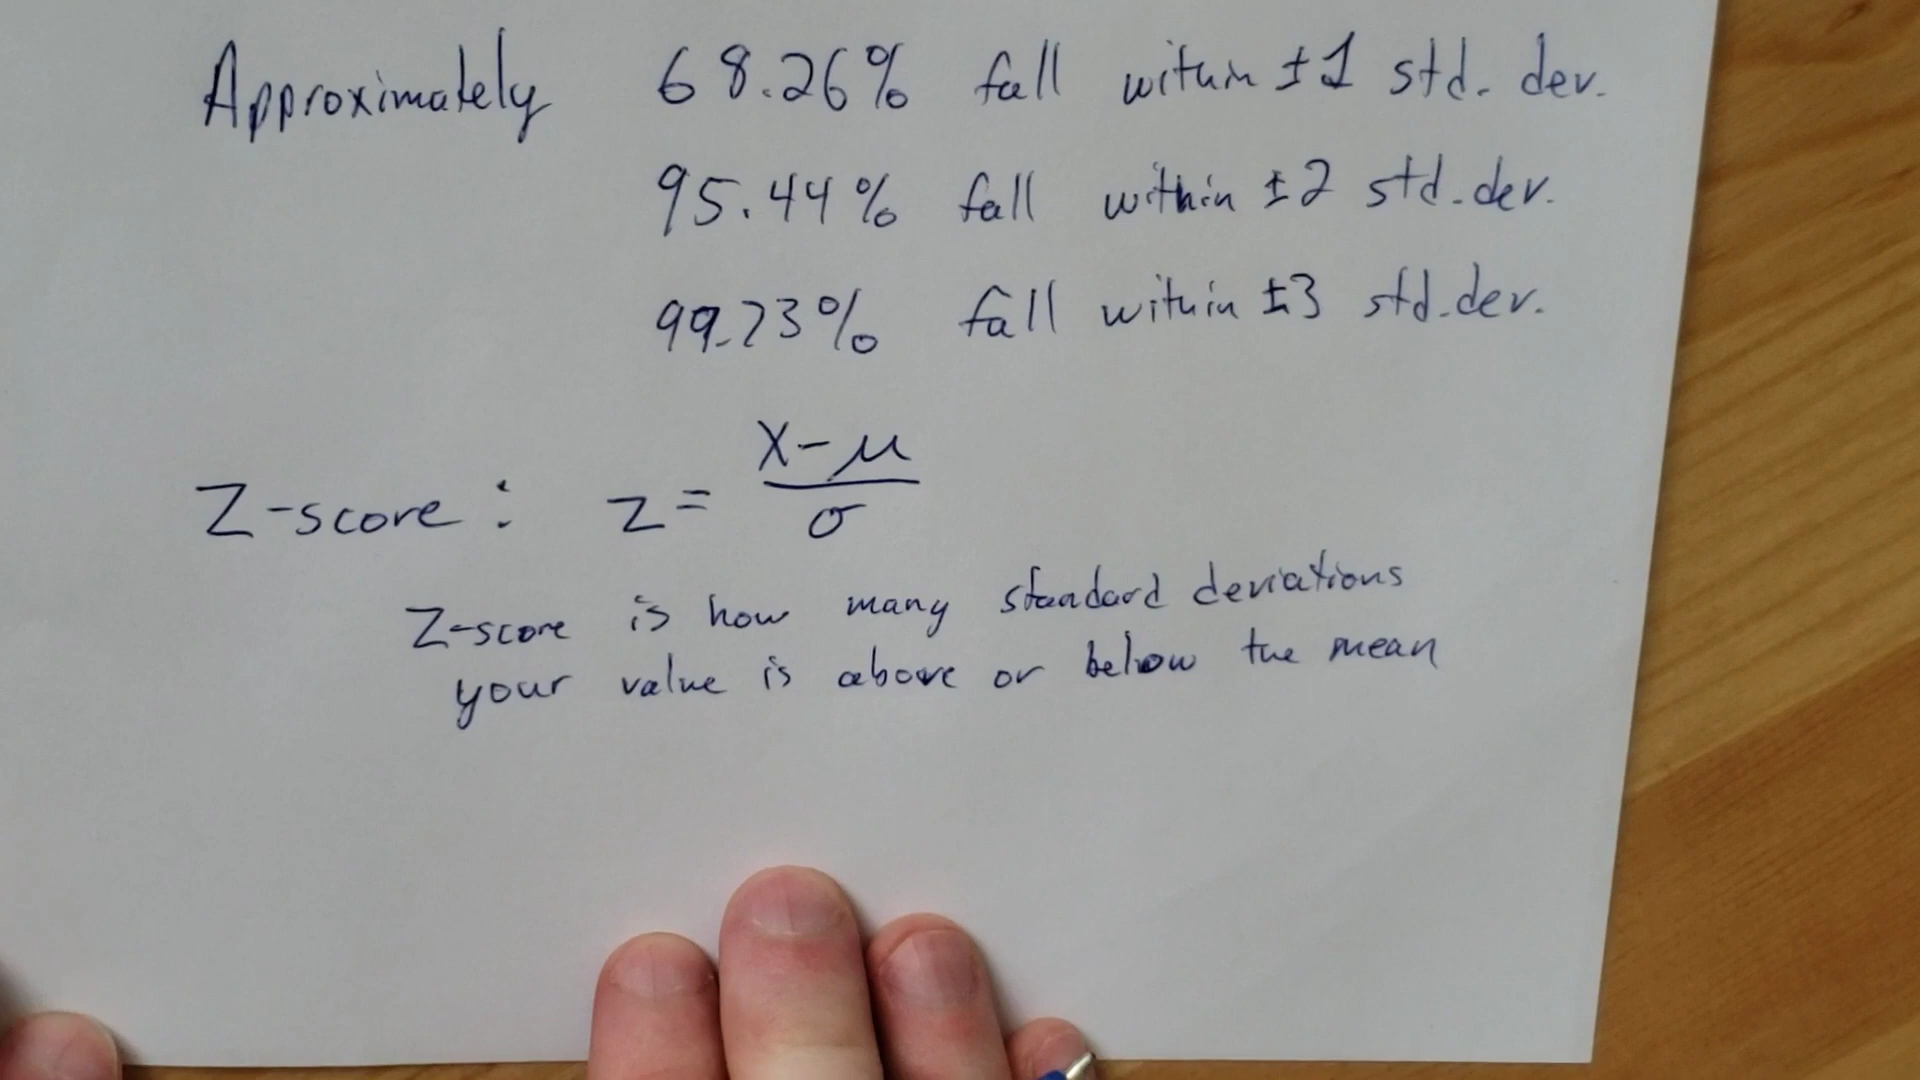 Approximately 68.26% fall within ±1 std. dev.
95.44% fall within ±2 std. dev.
99.73% fall within ±3 std. dev.
Z-score: z = (x-μ)/σ
Z-score is how many standard deviations
your value is above or below the mean